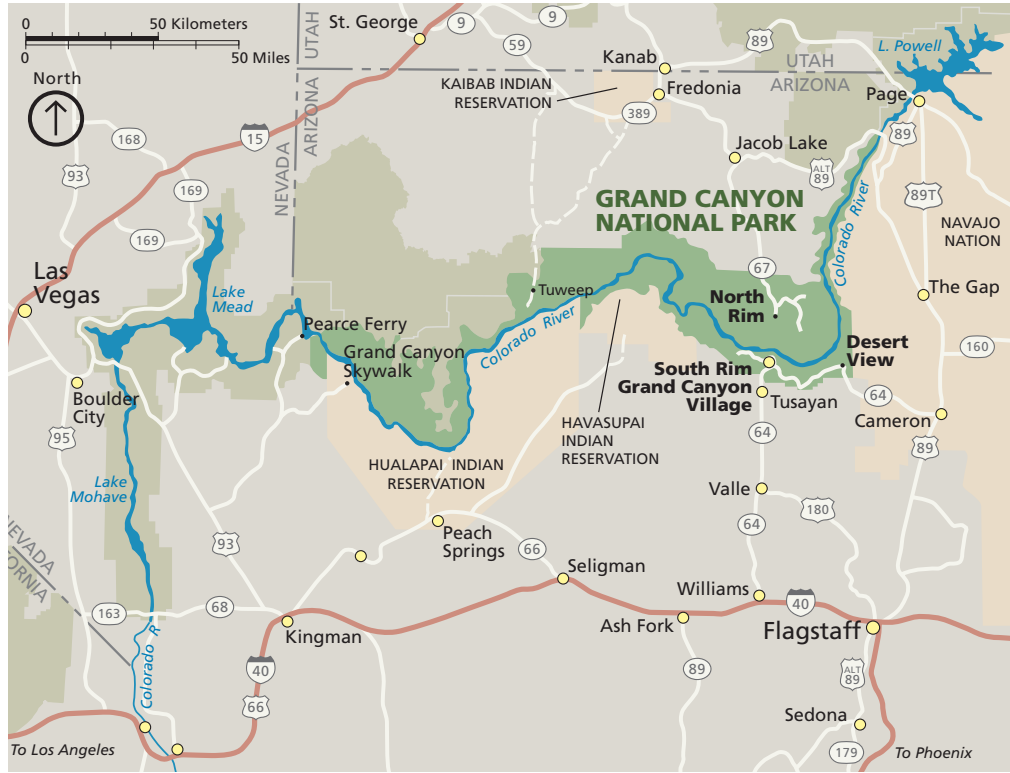 0
50 Kilometers
0
50 Miles
North
St. George
9
9
59
UTAH
ARIZONA
Kanab
89
L. Powell
UTAH
ARIZONA
KAIBAB INDIAN
RESERVATION
Fredonia
389
Page
89
15
168
93
169
169
NEVADA
ARIZONA
Jacob Lake
ALT
89
89T
GRAND CANYON
NATIONAL PARK
Colorado River
NAVAJO
NATION
Las
Vegas
Lake
Mead
Tuweep
67
North
Rim
The Gap
Pearce Ferry
Colorado River
Desert
View
160
Grand Canyon
Skywalk
South Rim
Grand Canyon
Village
Tusayan
64
Cameron
Boulder
City
95
HAVASUPAI
INDIAN
RESERVATION
64
89
HUALAPAI INDIAN
RESERVATION
Lake
Mohave
Valle
180
64
Peach
Springs
93
66
NEVADA
ORNIA
Seligman
Williams
40
163
68
Kingman
Ash Fork
Flagstaff
Colorado R
40
66
89
ALT
89
Sedona
To Los Angeles
179
To Phoenix